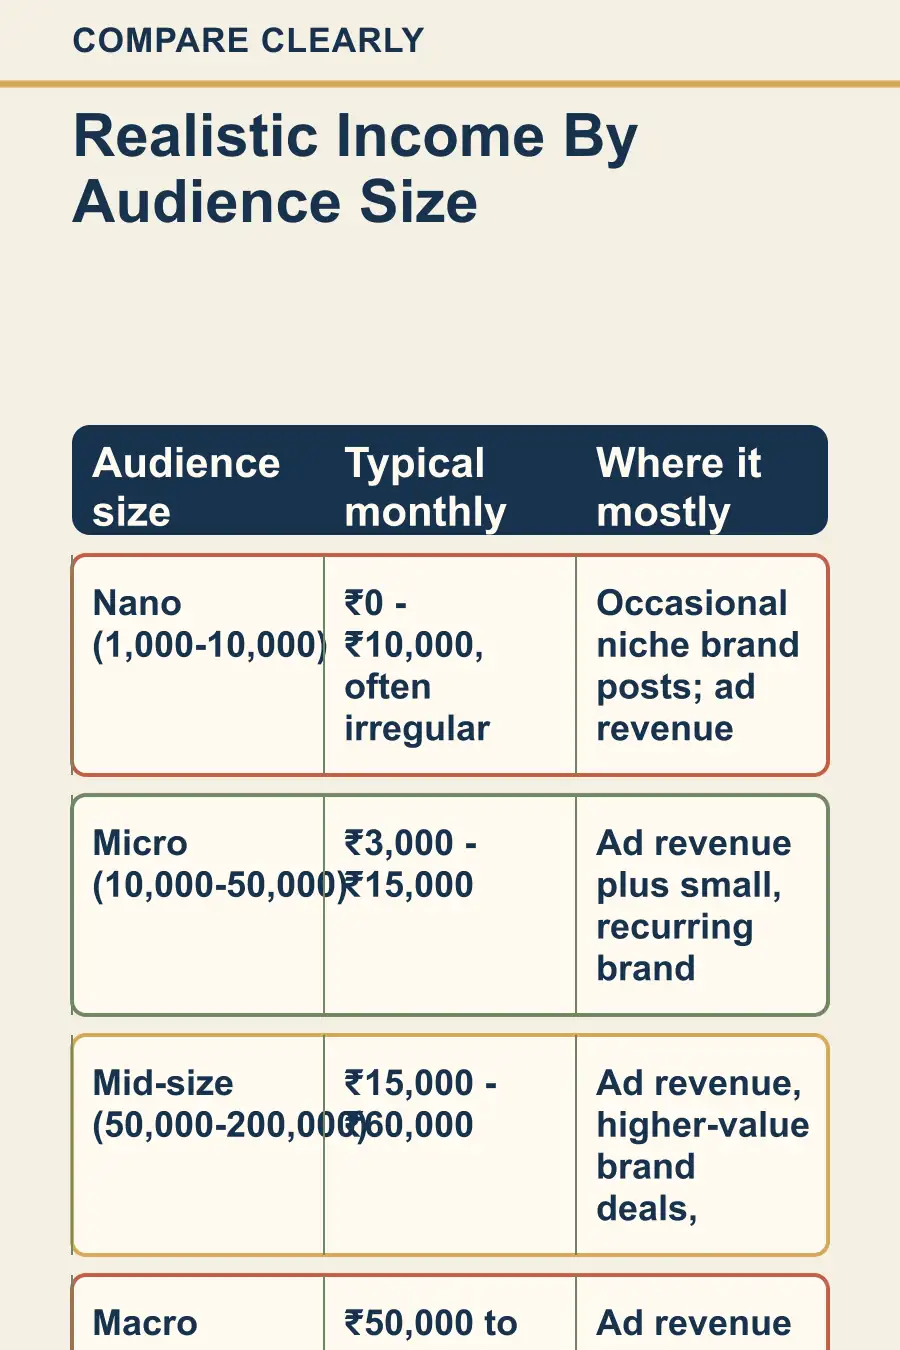 COMPARE CLEARLY
Realistic Income By
Audience Size
Audience size
Typical monthly
Where it mostly
Nano
(1,000-10,000)
₹0 -
₹10,000,
often
irregular
Occasional
niche brand
posts; ad
revenue
Micro
(10,000-50,000)
₹3,000 -
₹15,000
Ad revenue
plus small,
recurring
brand
Mid-size
(50,000-200,000)
₹15,000 -
₹60,000
Ad revenue,
higher-value
brand
deals,
Macro
₹50,000 to
Ad revenue